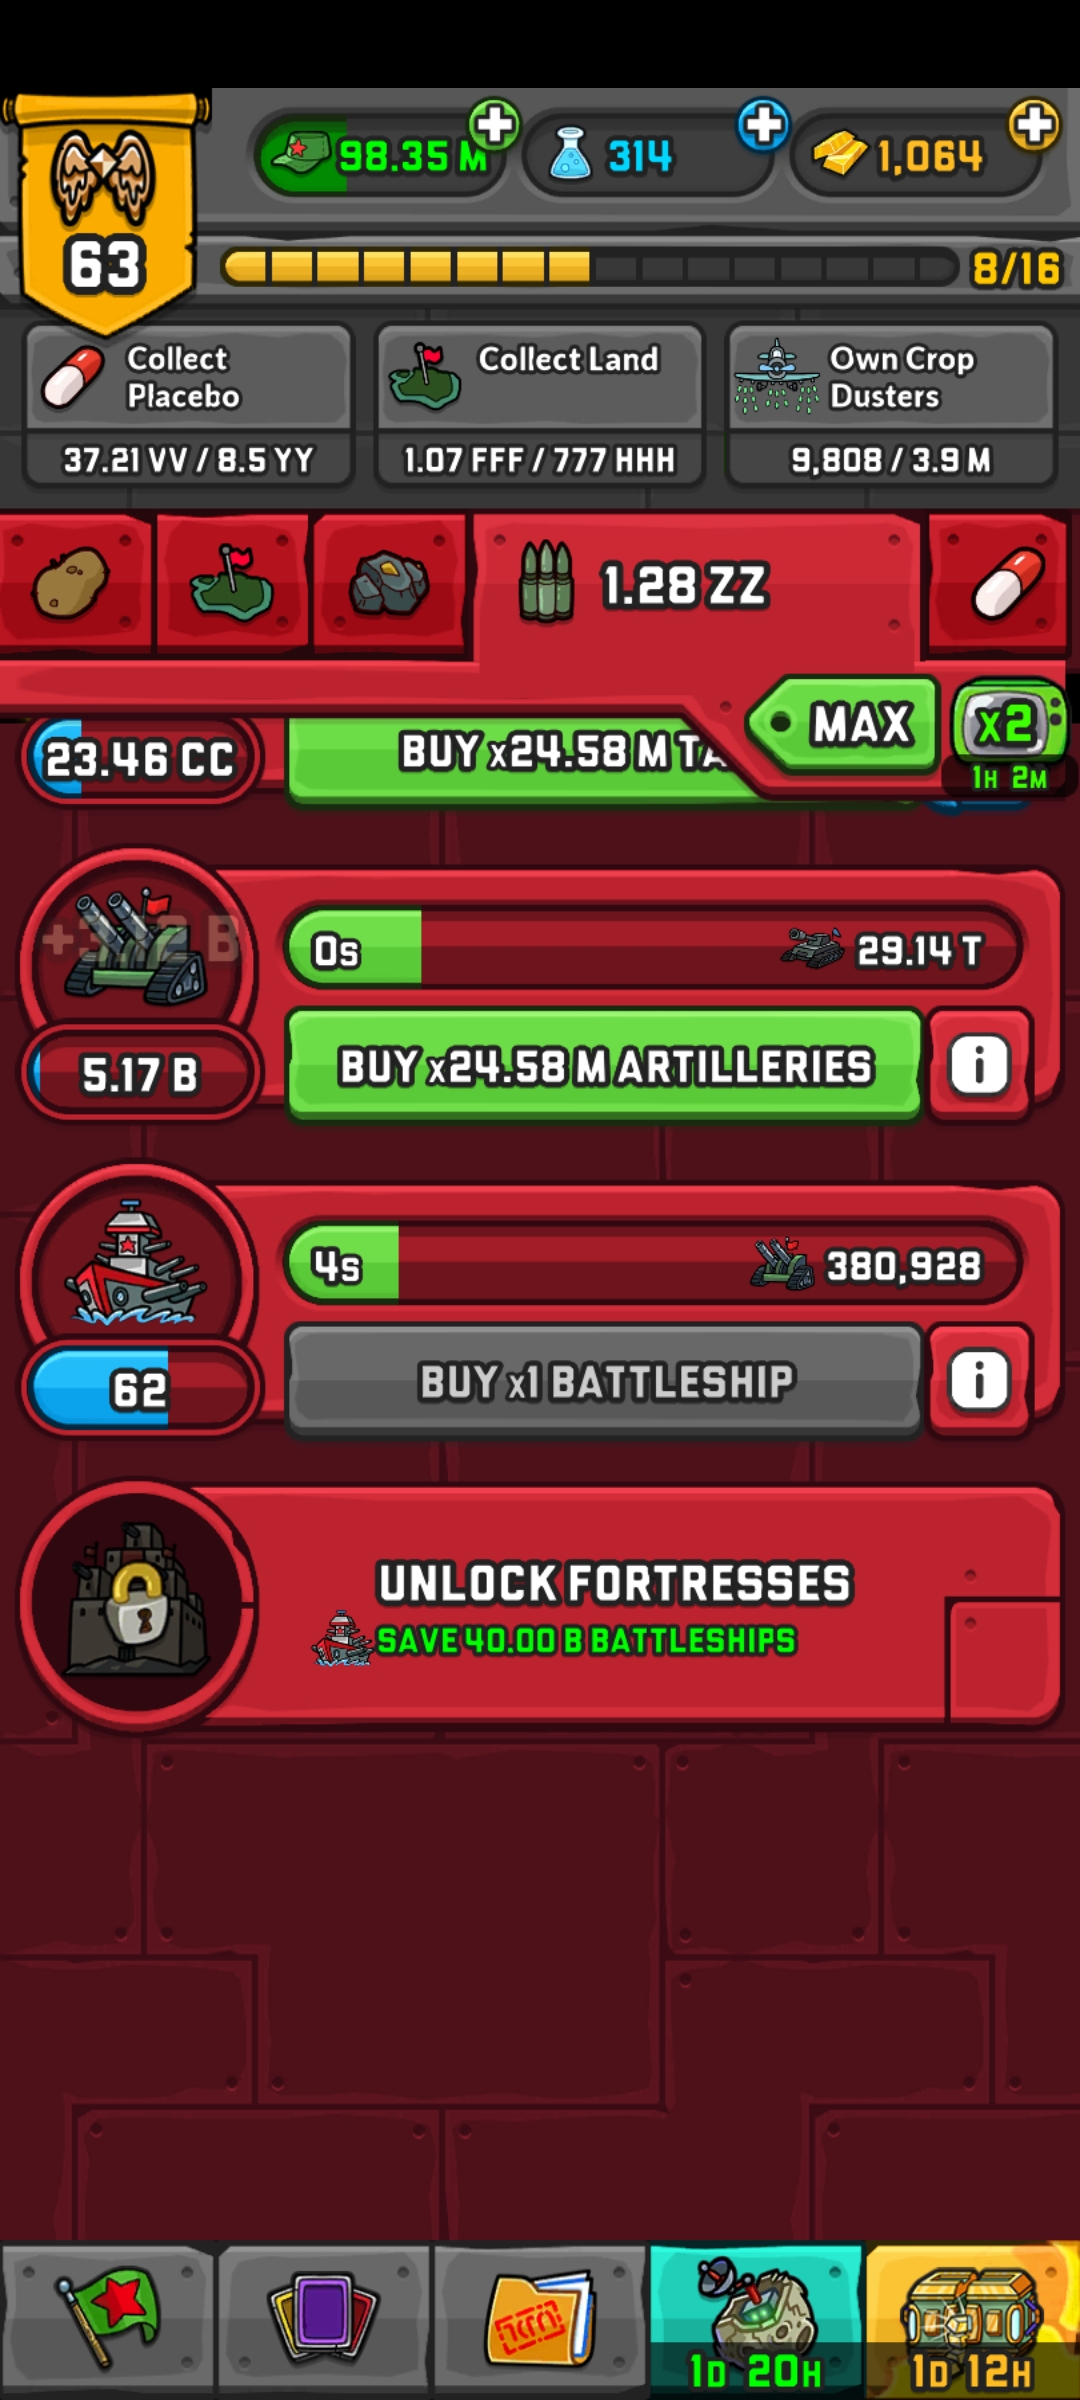 98.35 M
314
1,064
63
8/16
Collect
Placebo
37.21 VV / 8.5 YY
Collect Land
1.07 FFF / 777 HHH
Own Crop
Dusters
9,808 / 3.9 M
1.28 ZZ
MAX
x2
1H 2M
23.46 CC
BUY x24.58 M TA
0s
29.14 T
5.17 B
BUY x24.58 M ARTILLERIES
i
4s
380,928
62
BUY x1 BATTLESHIP
i
UNLOCK FORTRESSES
SAVE 40.00 B BATTLESHIPS
1D 20H
1D 12H